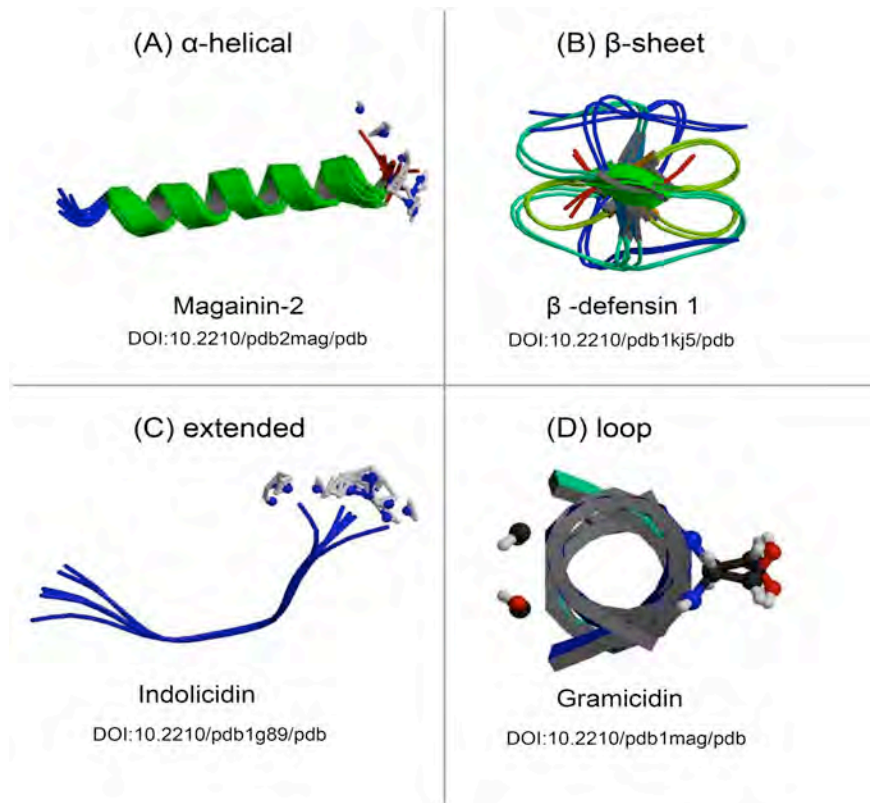 (A) α-helical
Magainin-2
DOI:10.2210/pdb2mag/pdb
(B) β-sheet
β -defensin 1
DOI:10.2210/pdb1kj5/pdb
(C) extended
Indolicidin
DOI:10.2210/pdb1g89/pdb
(D) loop
Gramicidin
DOI:10.2210/pdb1mag/pdb